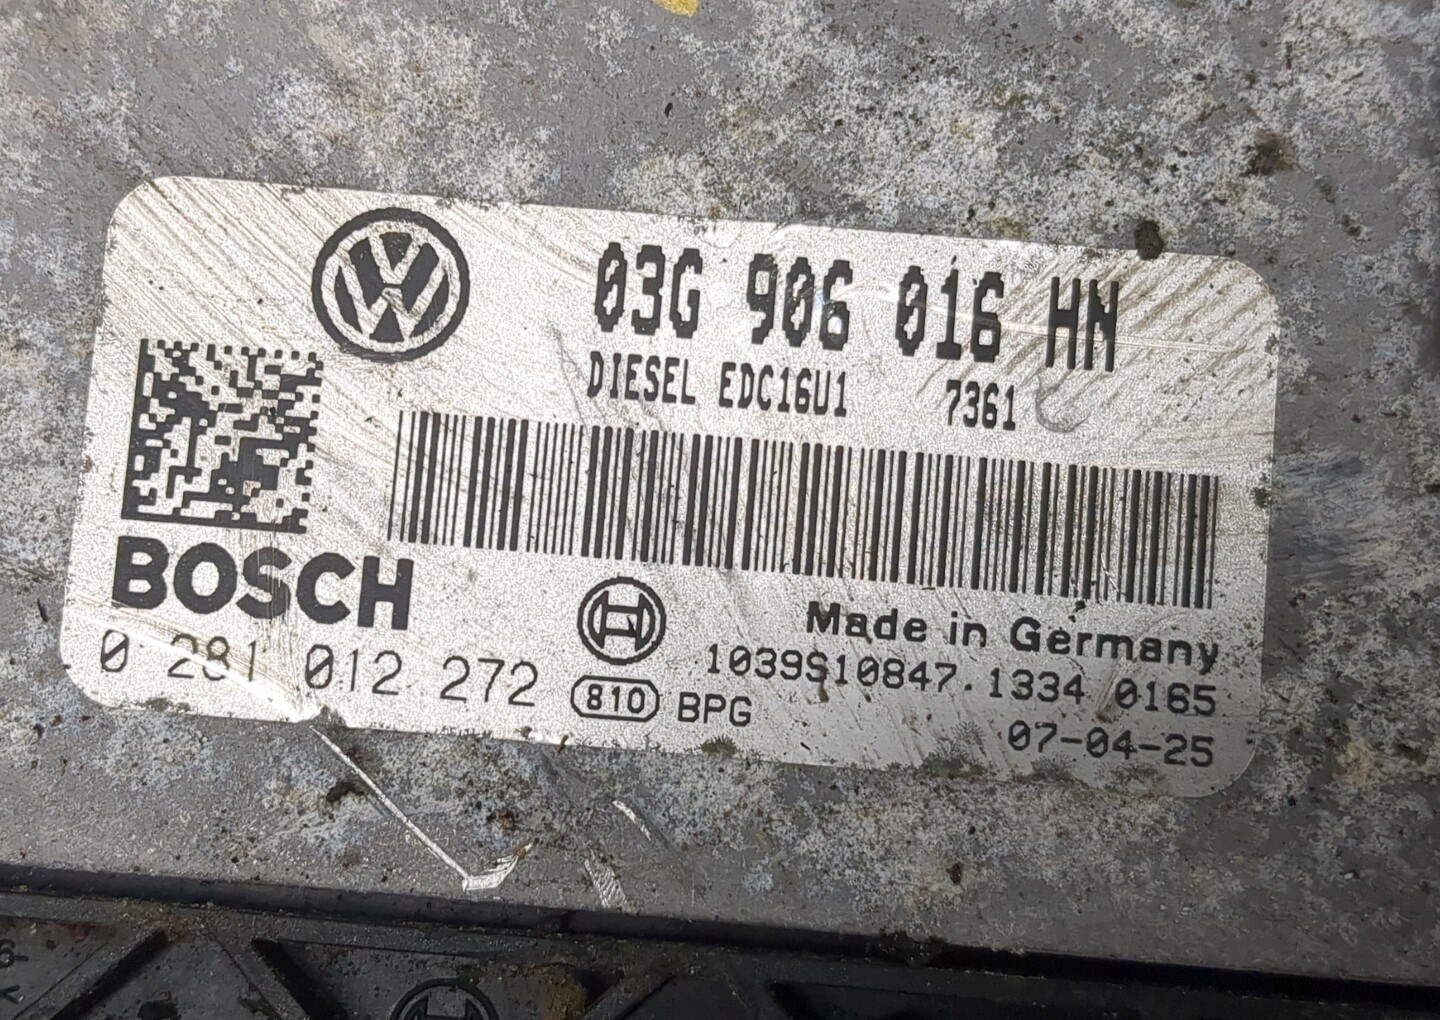 03G 906 016 HN
DIESEL EDC16U1 7361
BOSCH
Made in Germany
0 281 012 272
1039S10847.1334 0165
810 BPG
07-04-25